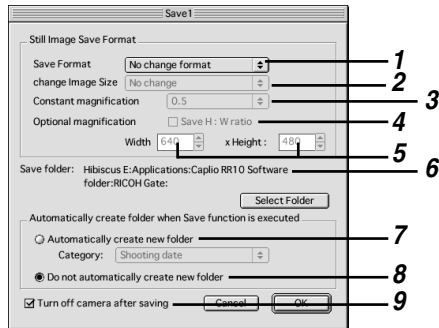 Save1
Still Image Save Format
Save Format No change format 1
change Image Size No change 2
Constant magnification 0.5 3
Optional magnification Save H : W ratio 4
Width 640 x Height : 480 5
Save folder: Hibiscus E:Applications:Caplio RR10 Software 6
folder:RICOH Gate:
Select Folder
Automatically create folder when Save function is executed
Automatically create new folder 7
Category: Shooting date
Do not automatically create new folder 8
Turn off camera after saving Cancel OK 9